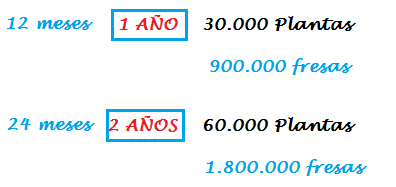 12 meses 1 AÑO 30.000 Plantas
900.000 fresas
24 meses 2 AÑOS 60.000 Plantas
1.800.000 fresas